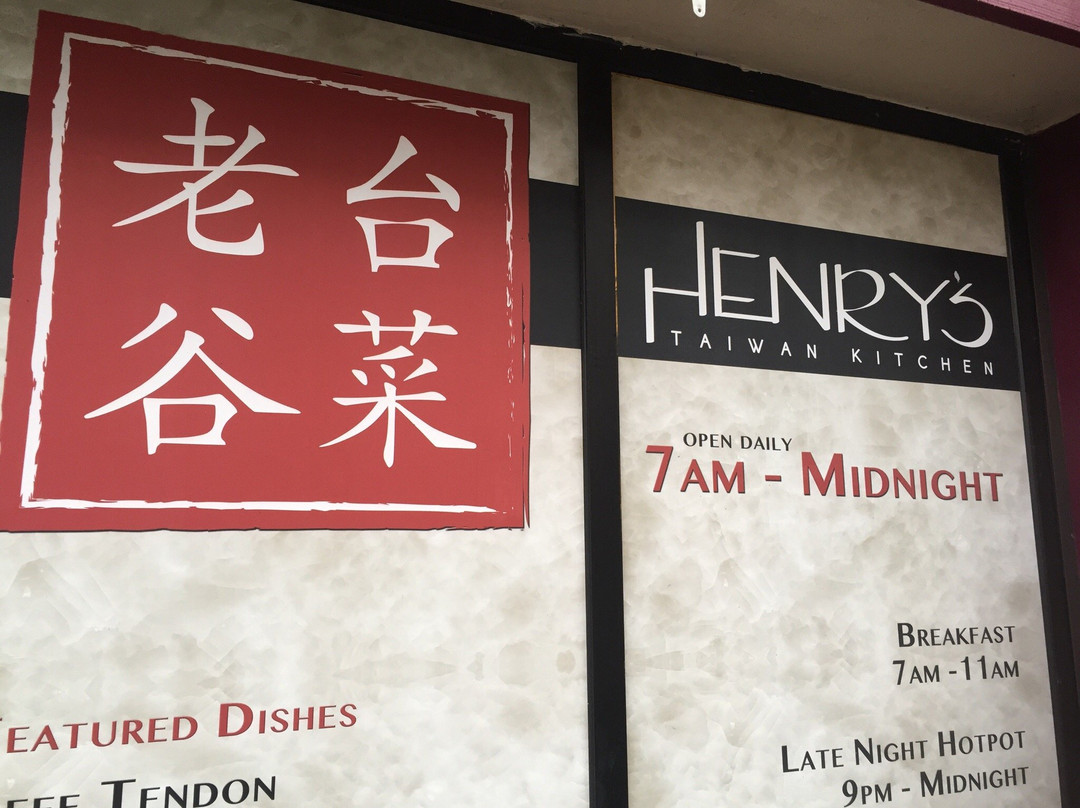 老谷
台菜
HENRY'S
TAIWAN KITCHEN
OPEN DAILY
7AM - MIDNIGHT
BREAKFAST
7AM -11AM
LATE NIGHT HOTPOT
9PM - MIDNIGHT
FEATURED DISHES
TENDON